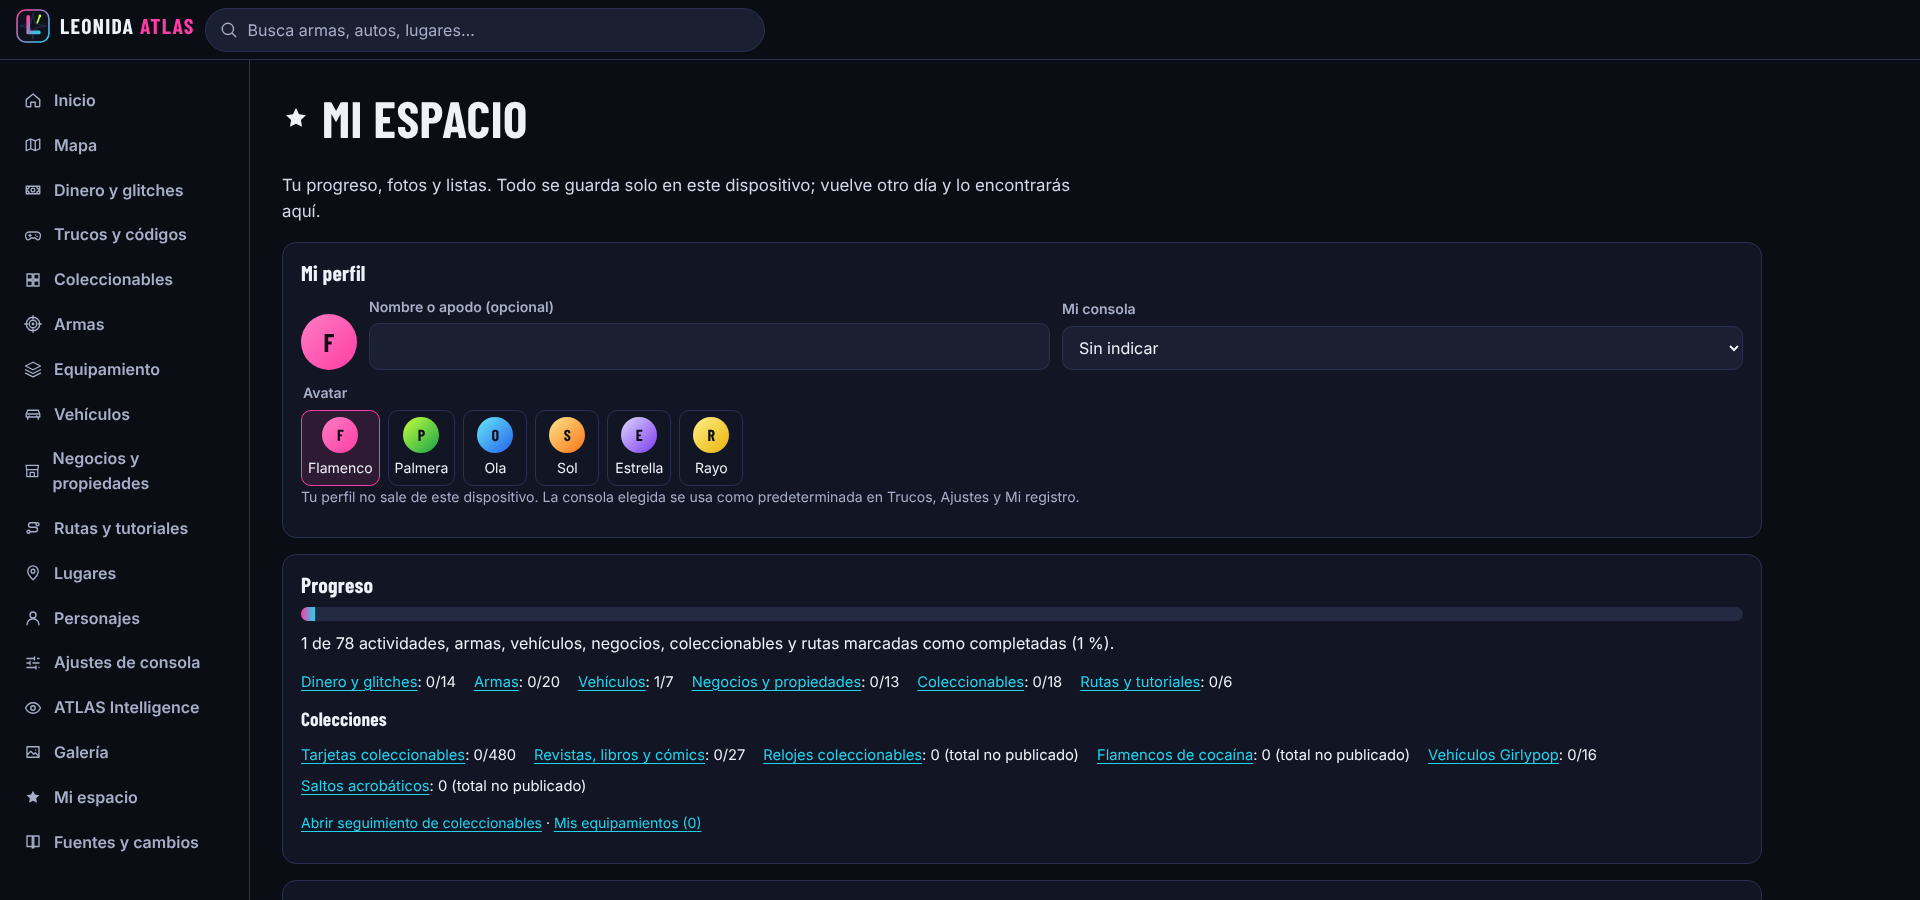 LEONIDA ATLAS
Busca armas, autos, lugares...
Inicio
Mapa
Dinero y glitches
Trucos y códigos
Coleccionables
Armas
Equipamiento
Vehículos
Negocios y
propiedades
Rutas y tutoriales
Lugares
Personajes
Ajustes de consola
ATLAS Intelligence
Galería
Mi espacio
Fuentes y cambios
MI ESPACIO
Tu progreso, fotos y listas. Todo se guarda solo en este dispositivo; vuelve otro día y lo encontrarás
aquí.
Mi perfil
F
Nombre o apodo (opcional)
Mi consola
Sin indicar
Avatar
F P O S E R
Flamenco Palmera Ola Sol Estrella Rayo
Tu perfil no sale de este dispositivo. La consola elegida se usa como predeterminada en Trucos, Ajustes y Mi registro.
Progreso
1 de 78 actividades, armas, vehículos, negocios, coleccionables y rutas marcadas como completadas (1 %).
Dinero y glitches: 0/14 Armas: 0/20 Vehículos: 1/7 Negocios y propiedades: 0/13 Coleccionables: 0/18 Rutas y tutoriales: 0/6
Colecciones
Tarjetas coleccionables: 0/480 Revistas, libros y cómics: 0/27 Relojes coleccionables: 0 (total no publicado) Flamencos de cocaína: 0 (total no publicado) Vehículos Girlypop: 0/16
Saltos acrobáticos: 0 (total no publicado)
Abrir seguimiento de coleccionables · Mis equipamientos (0)